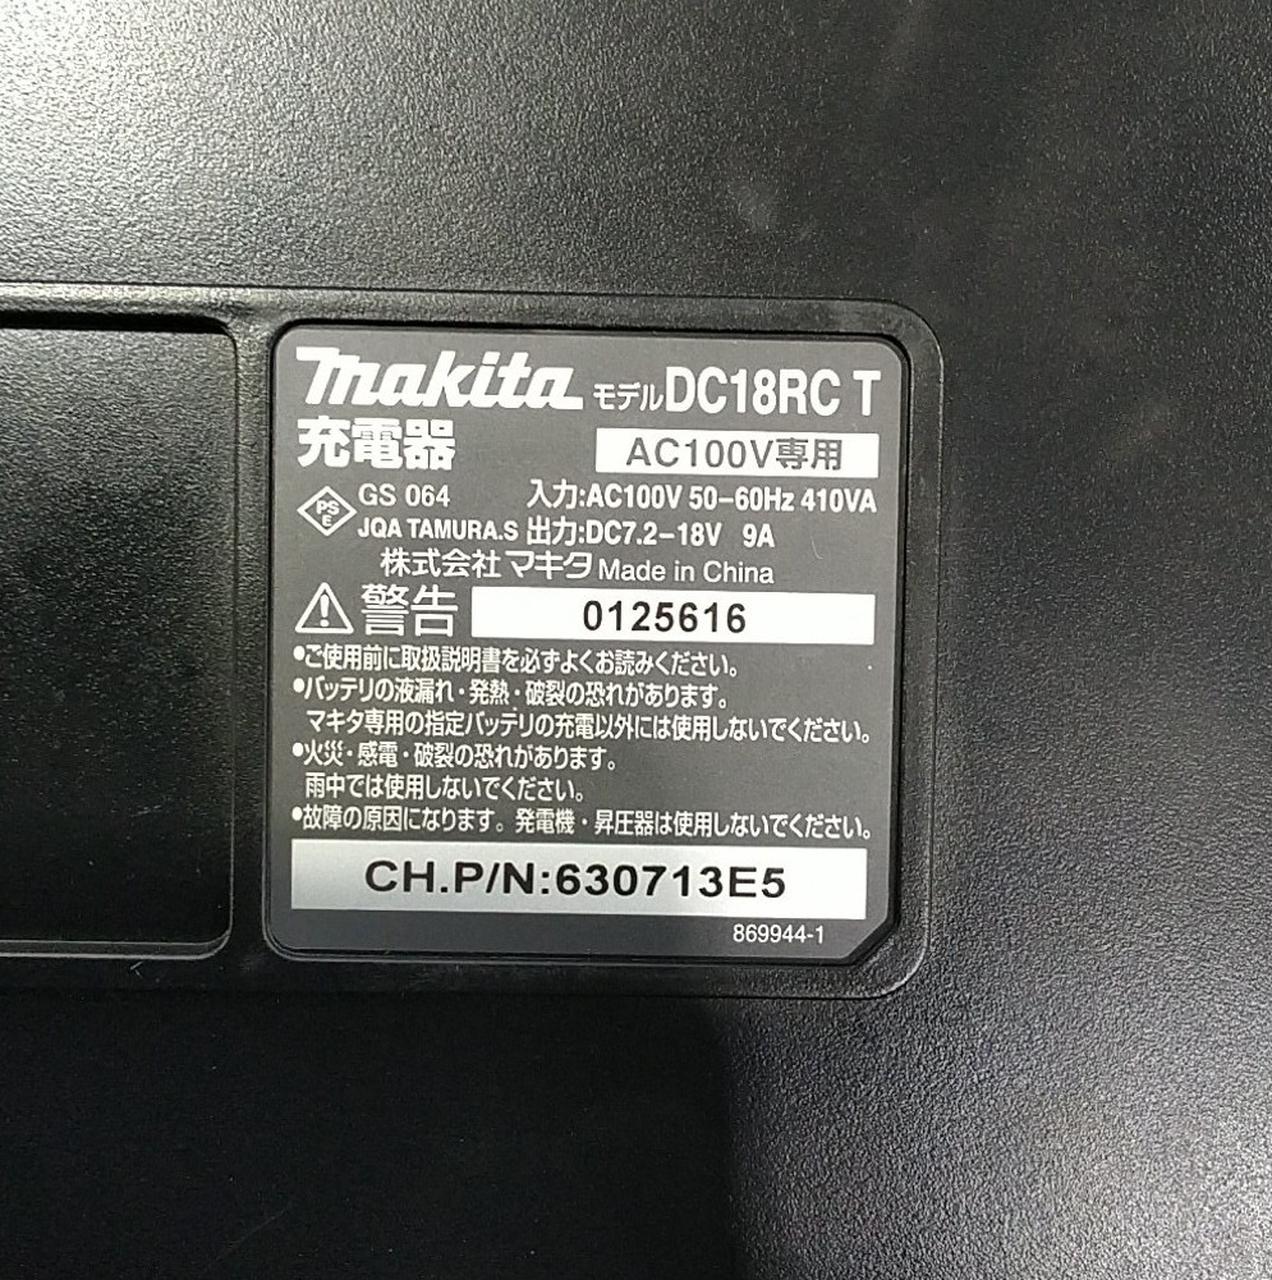 makita モデルDC18RC T
充電器 AC100V専用
PS E GS 064 入力:AC100V 50-60Hz 410VA
JQA TAMURA.S 出力:DC7.2-18V 9A
株式会社マキタ Made in China
警告 0125616
•ご使用前に取扱説明書を必ずよくお読みください。
•バッテリの液漏れ・発熱・破裂の恐れがあります。
マキタ専用の指定バッテリの充電以外には使用しないでください。
•火災・感電・破裂の恐れがあります。
雨中では使用しないでください。
•故障の原因になります。発電機・昇圧器は使用しないでください。
CH.P/N:630713E5
869944-1